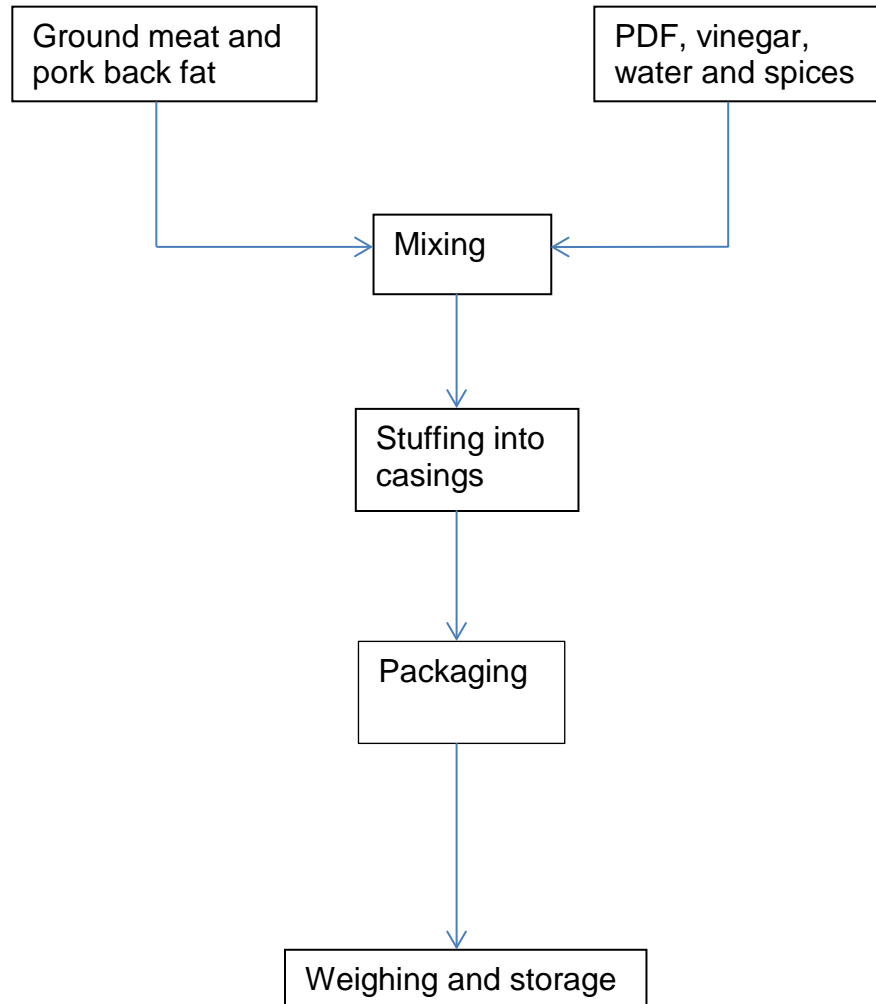 Ground meat and
pork back fat
PDF, vinegar,
water and spices
Mixing
Stuffing into
casings
Packaging
Weighing and storage